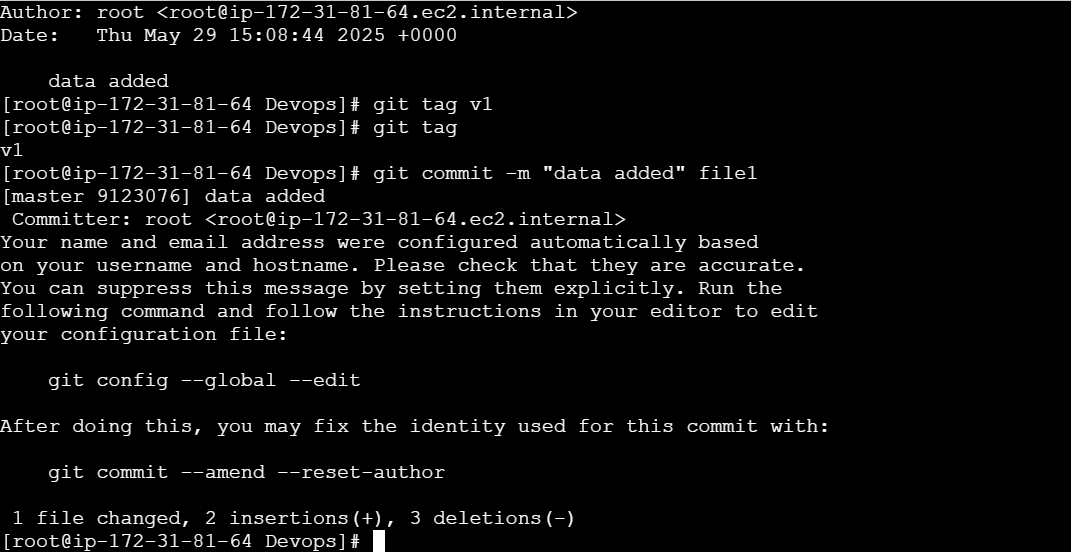 Author: root <root@ip-172-31-81-64.ec2.internal>
Date:   Thu May 29 15:08:44 2025 +0000
    data added
[root@ip-172-31-81-64 Devops]# git tag v1
[root@ip-172-31-81-64 Devops]# git tag
v1
[root@ip-172-31-81-64 Devops]# git commit -m "data added" file1
[master 9123076] data added
 Committer: root <root@ip-172-31-81-64.ec2.internal>
Your name and email address were configured automatically based
on your username and hostname. Please check that they are accurate.
You can suppress this message by setting them explicitly. Run the
following command and follow the instructions in your editor to edit
your configuration file:
    git config --global --edit
After doing this, you may fix the identity used for this commit with:
    git commit --amend --reset-author
 1 file changed, 2 insertions(+), 3 deletions(-)
[root@ip-172-31-81-64 Devops]#